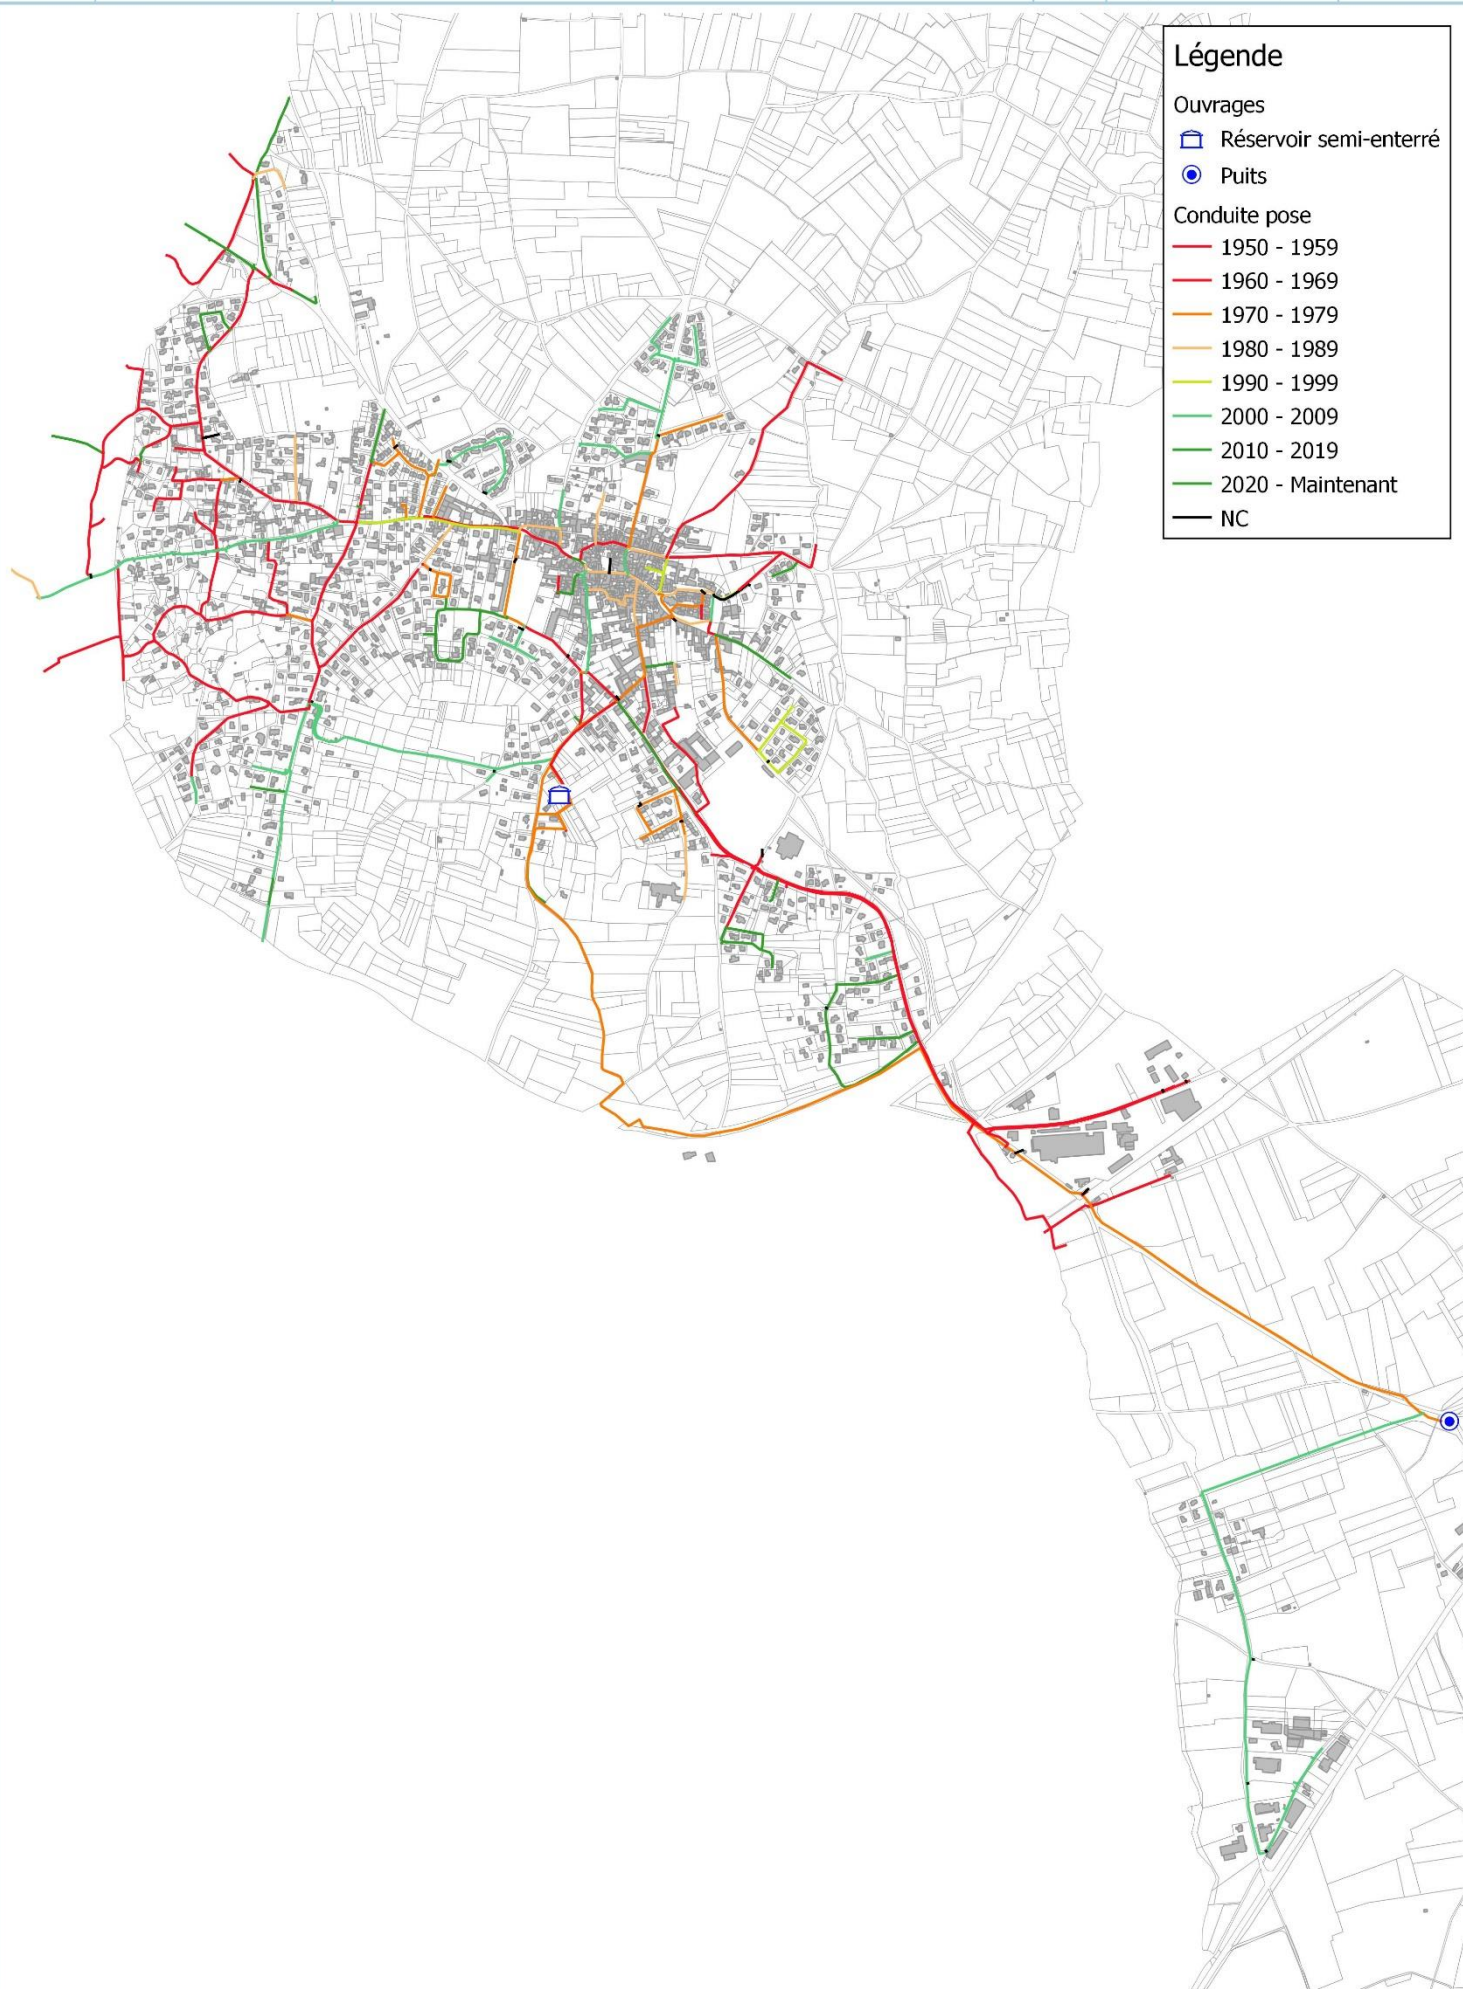 Légende
Ouvrages
Réservoir semi-enterré
Puits
Conduite pose
1950 - 1959
1960 - 1969
1970 - 1979
1980 - 1989
1990 - 1999
2000 - 2009
2010 - 2019
2020 - Maintenant
NC